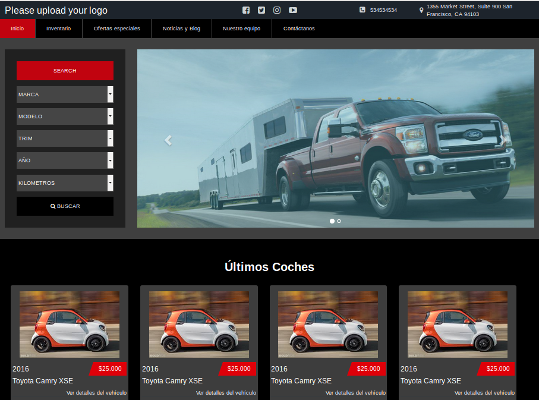 Please upload your logo
534534534
1355 Market Street, Suite 900 San
Francisco, CA 94103
Inicio
Inventario
Ofertas especiales
Noticias y Blog
Nuestro equipo
Contáctanos
SEARCH
MARCA
MODELO
TRIM
AÑO
KILOMETROS
BUSCAR
Últimos Coches
2016
$25.000
Toyota Camry XSE
Ver detalles del vehículo
2016
$25.000
Toyota Camry XSE
Ver detalles del vehículo
2016
$25.000
Toyota Camry XSE
Ver detalles del vehículo
2016
$25.000
Toyota Camry XSE
Ver detalles del vehículo